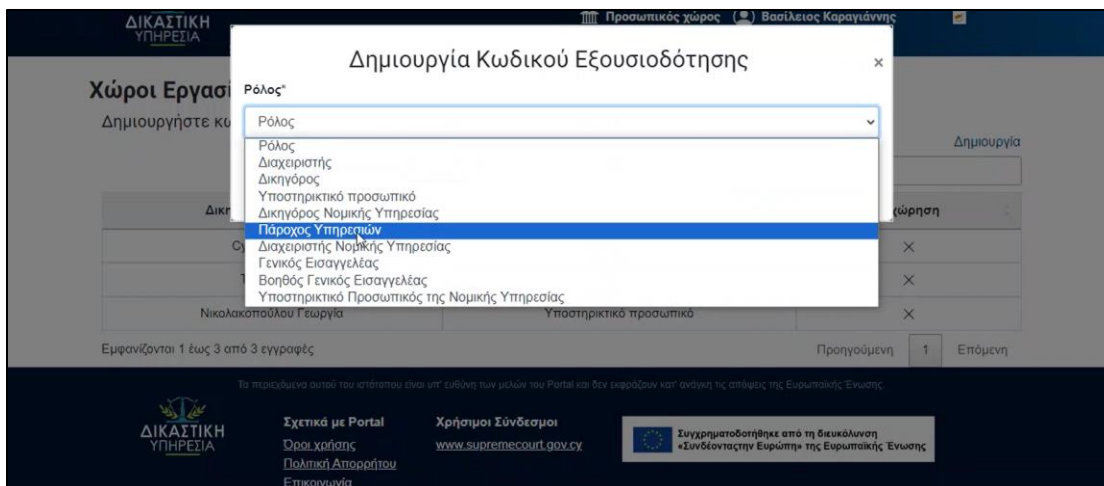 ΔΙΚΑΣΤΙΚΗ
ΥΠΗΡΕΣΙΑ
Προσωπικός χώρος
Βασίλειος Καραγιάννης
Δημιουργία Κωδικού Εξουσιοδότησης
×
Χώροι Εργασί
Ρόλος*
Δημιουργήστε κω
Ρόλος
Δημιουργία
Ρόλος
Διαχειριστής
Δικηγόρος
Υποστηρικτικό προσωπικό
Δικηγόρος Νομικής Υπηρεσίας
Πάροχος Υπηρεσιών
Διαχειριστής Νομικής Υπηρεσίας
Γενικός Εισαγγελέας
Βοηθός Γενικός Εισαγγελέας
Υποστηρικτικό Προσωπικός της Νομικής Υπηρεσίας
Δικη
χώρηση
Νικολακοπούλου Γεωργία Υποστηρικτικό προσωπικό
Εμφανίζονται 1 έως 3 από 3 εγγραφές
Προηγούμενη 1 Επόμενη
Τα περιεχόμενα αυτού του ιστότοπου είναι υπ' ευθύνη των μελών του Portal και δεν εκφράζουν κατ' ανάγκη τις απόψεις της Ευρωπαϊκής Ένωσης.
ΔΙΚΑΣΤΙΚΗ
ΥΠΗΡΕΣΙΑ
Σχετικά με Portal
Όροι χρήσης
Πολιτική Απορρήτου
Επικοινωνία
Χρήσιμοι Σύνδεσμοι
www.supremecourt.gov.cy
Συγχρηματοδοτήθηκε από τη διευκόλυνση
«Συνδέονταςτην Ευρώπη» της Ευρωπαϊκής Ένωσης